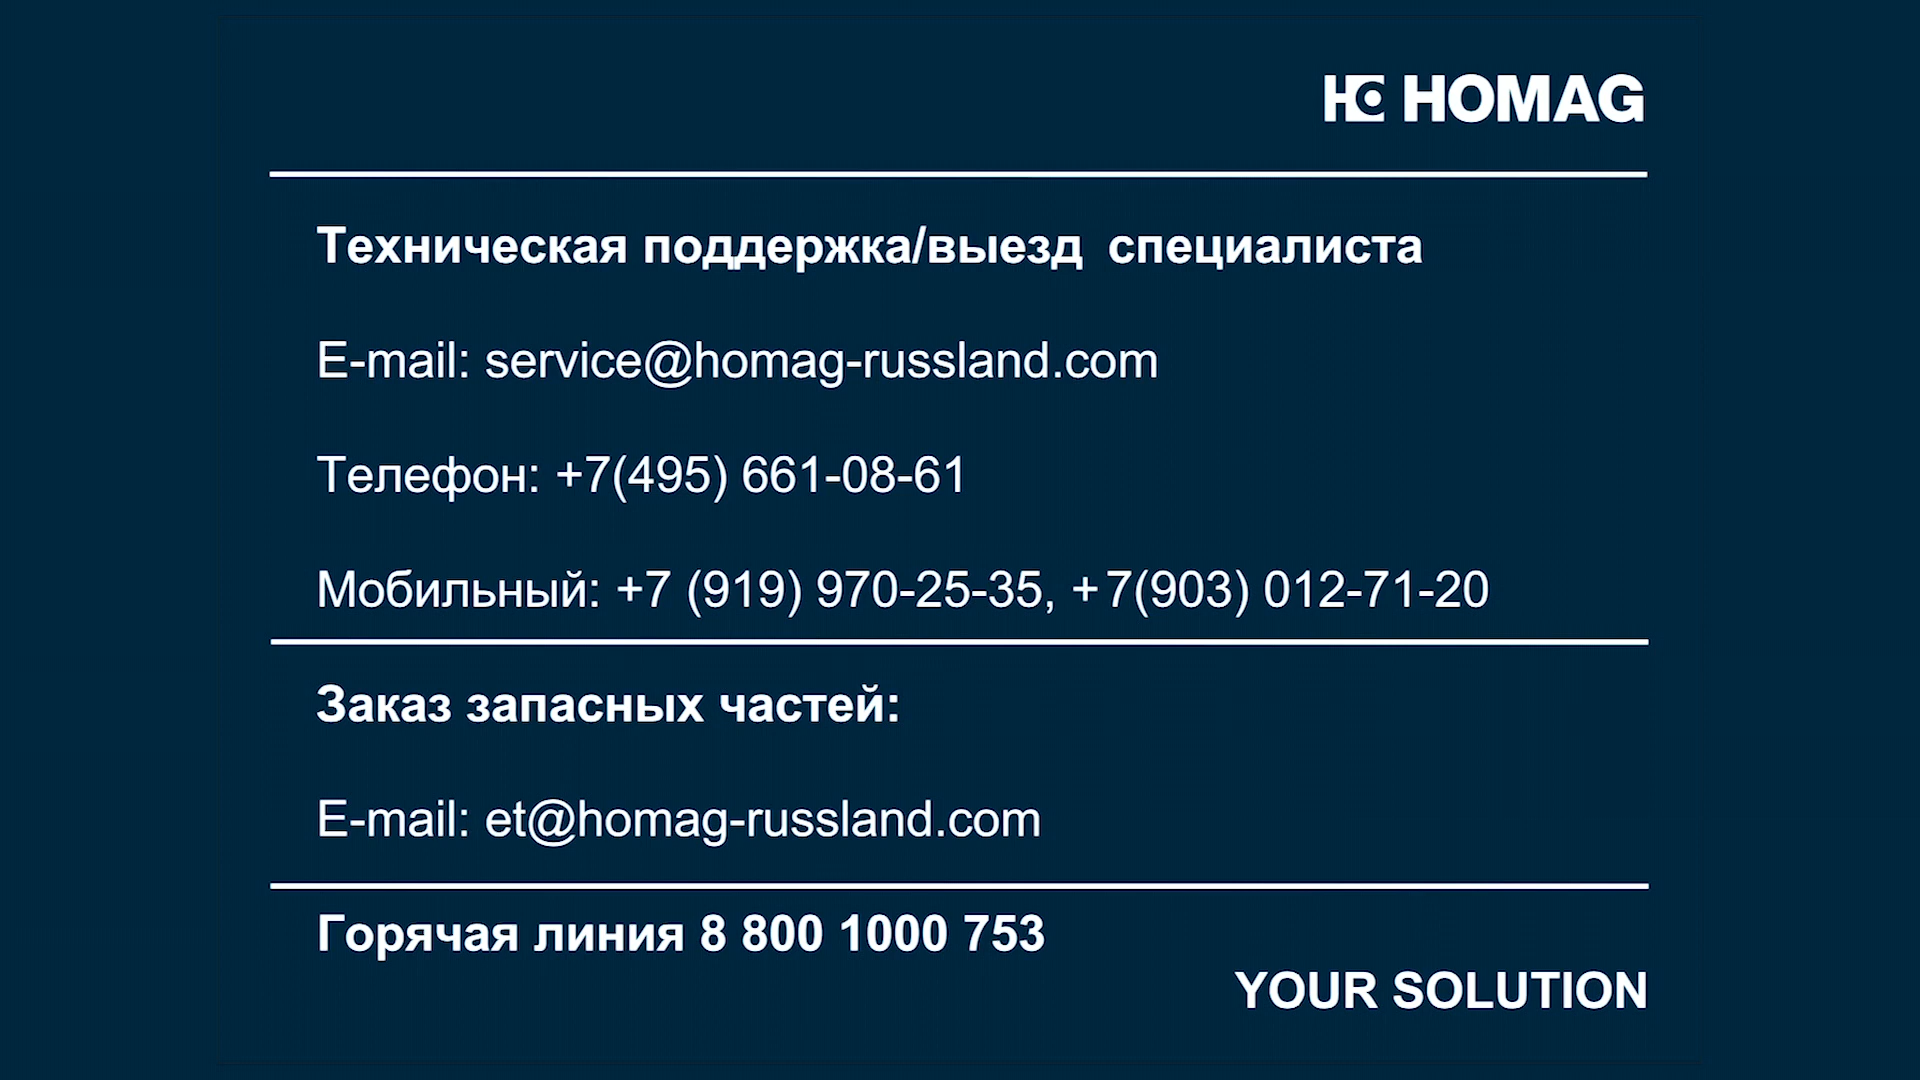 HOMAG
Техническая поддержка/выезд специалиста
E-mail: service@homag-russland.com
Телефон: +7(495) 661-08-61
Мобильный: +7 (919) 970-25-35, +7(903) 012-71-20
Заказ запасных частей:
E-mail: et@homag-russland.com
Горячая линия 8 800 1000 753
YOUR SOLUTION